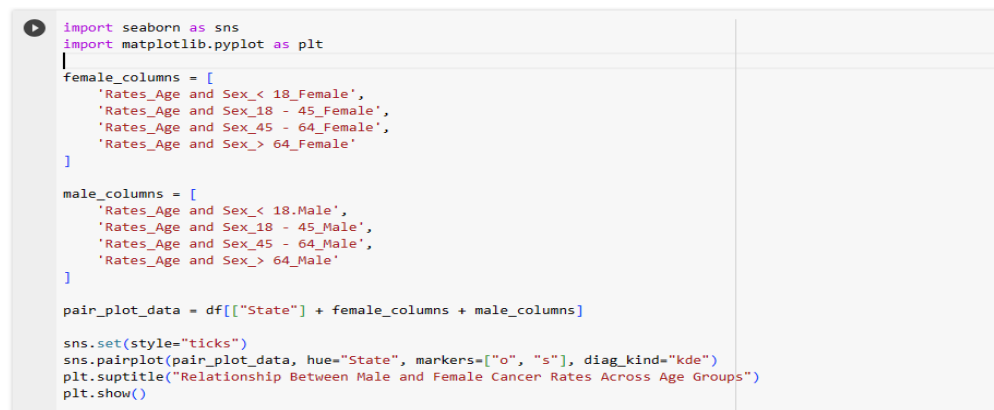 import seaborn as sns
import matplotlib.pyplot as plt
female_columns = [
    'Rates_Age and Sex_< 18_Female',
    'Rates_Age and Sex_18 - 45_Female',
    'Rates_Age and Sex_45 - 64_Female',
    'Rates_Age and Sex_> 64_Female'
]
male_columns = [
    'Rates_Age and Sex_< 18.Male',
    'Rates_Age and Sex_18 - 45_Male',
    'Rates_Age and Sex_45 - 64_Male',
    'Rates_Age and Sex_> 64_Male'
]
pair_plot_data = df[["State"] + female_columns + male_columns]
sns.set(style="ticks")
sns.pairplot(pair_plot_data, hue="State", markers=["o", "s"], diag_kind="kde")
plt.suptitle("Relationship Between Male and Female Cancer Rates Across Age Groups")
plt.show()